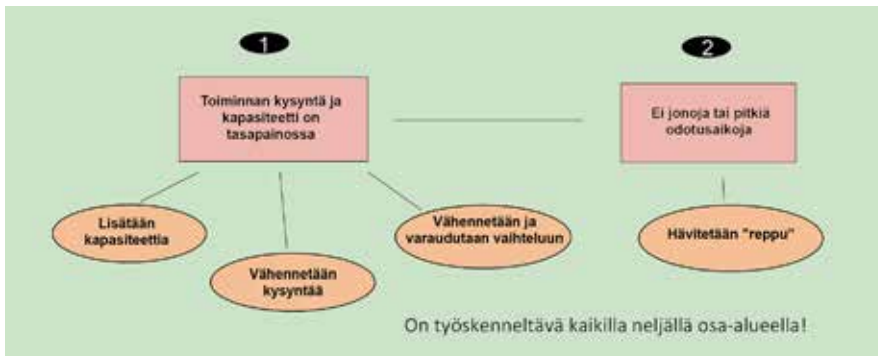 1
2
Toiminnan kysyntä ja
kapasiteetti on
tasapainossa
Ei jonoja tai pitkiä
odotusaikoja
Lisätään
kapasiteettia
Vähennetään
kysyntää
Vähennetään ja
varaudutaan vaihteluun
Hävitetään "reppu"
On työskenneltävä kaikilla neljällä osa-alueella!